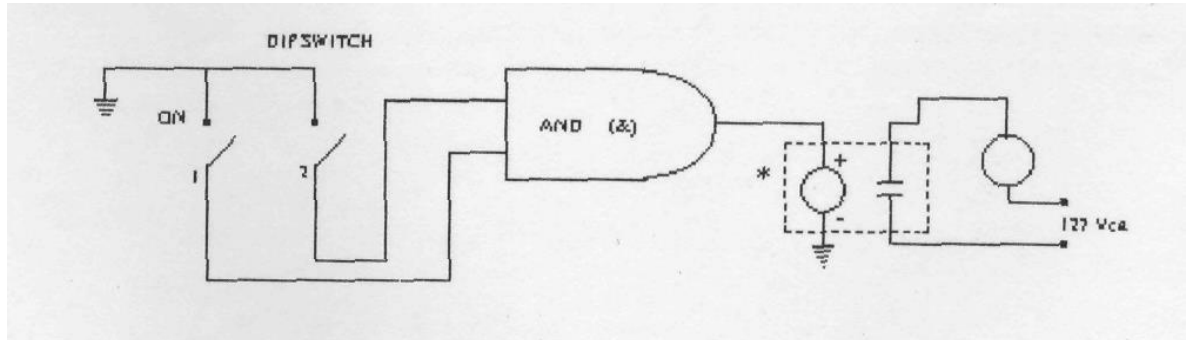 DIPSWITCH
ON
1
2
AND (&)
*
+
-
127 Vca